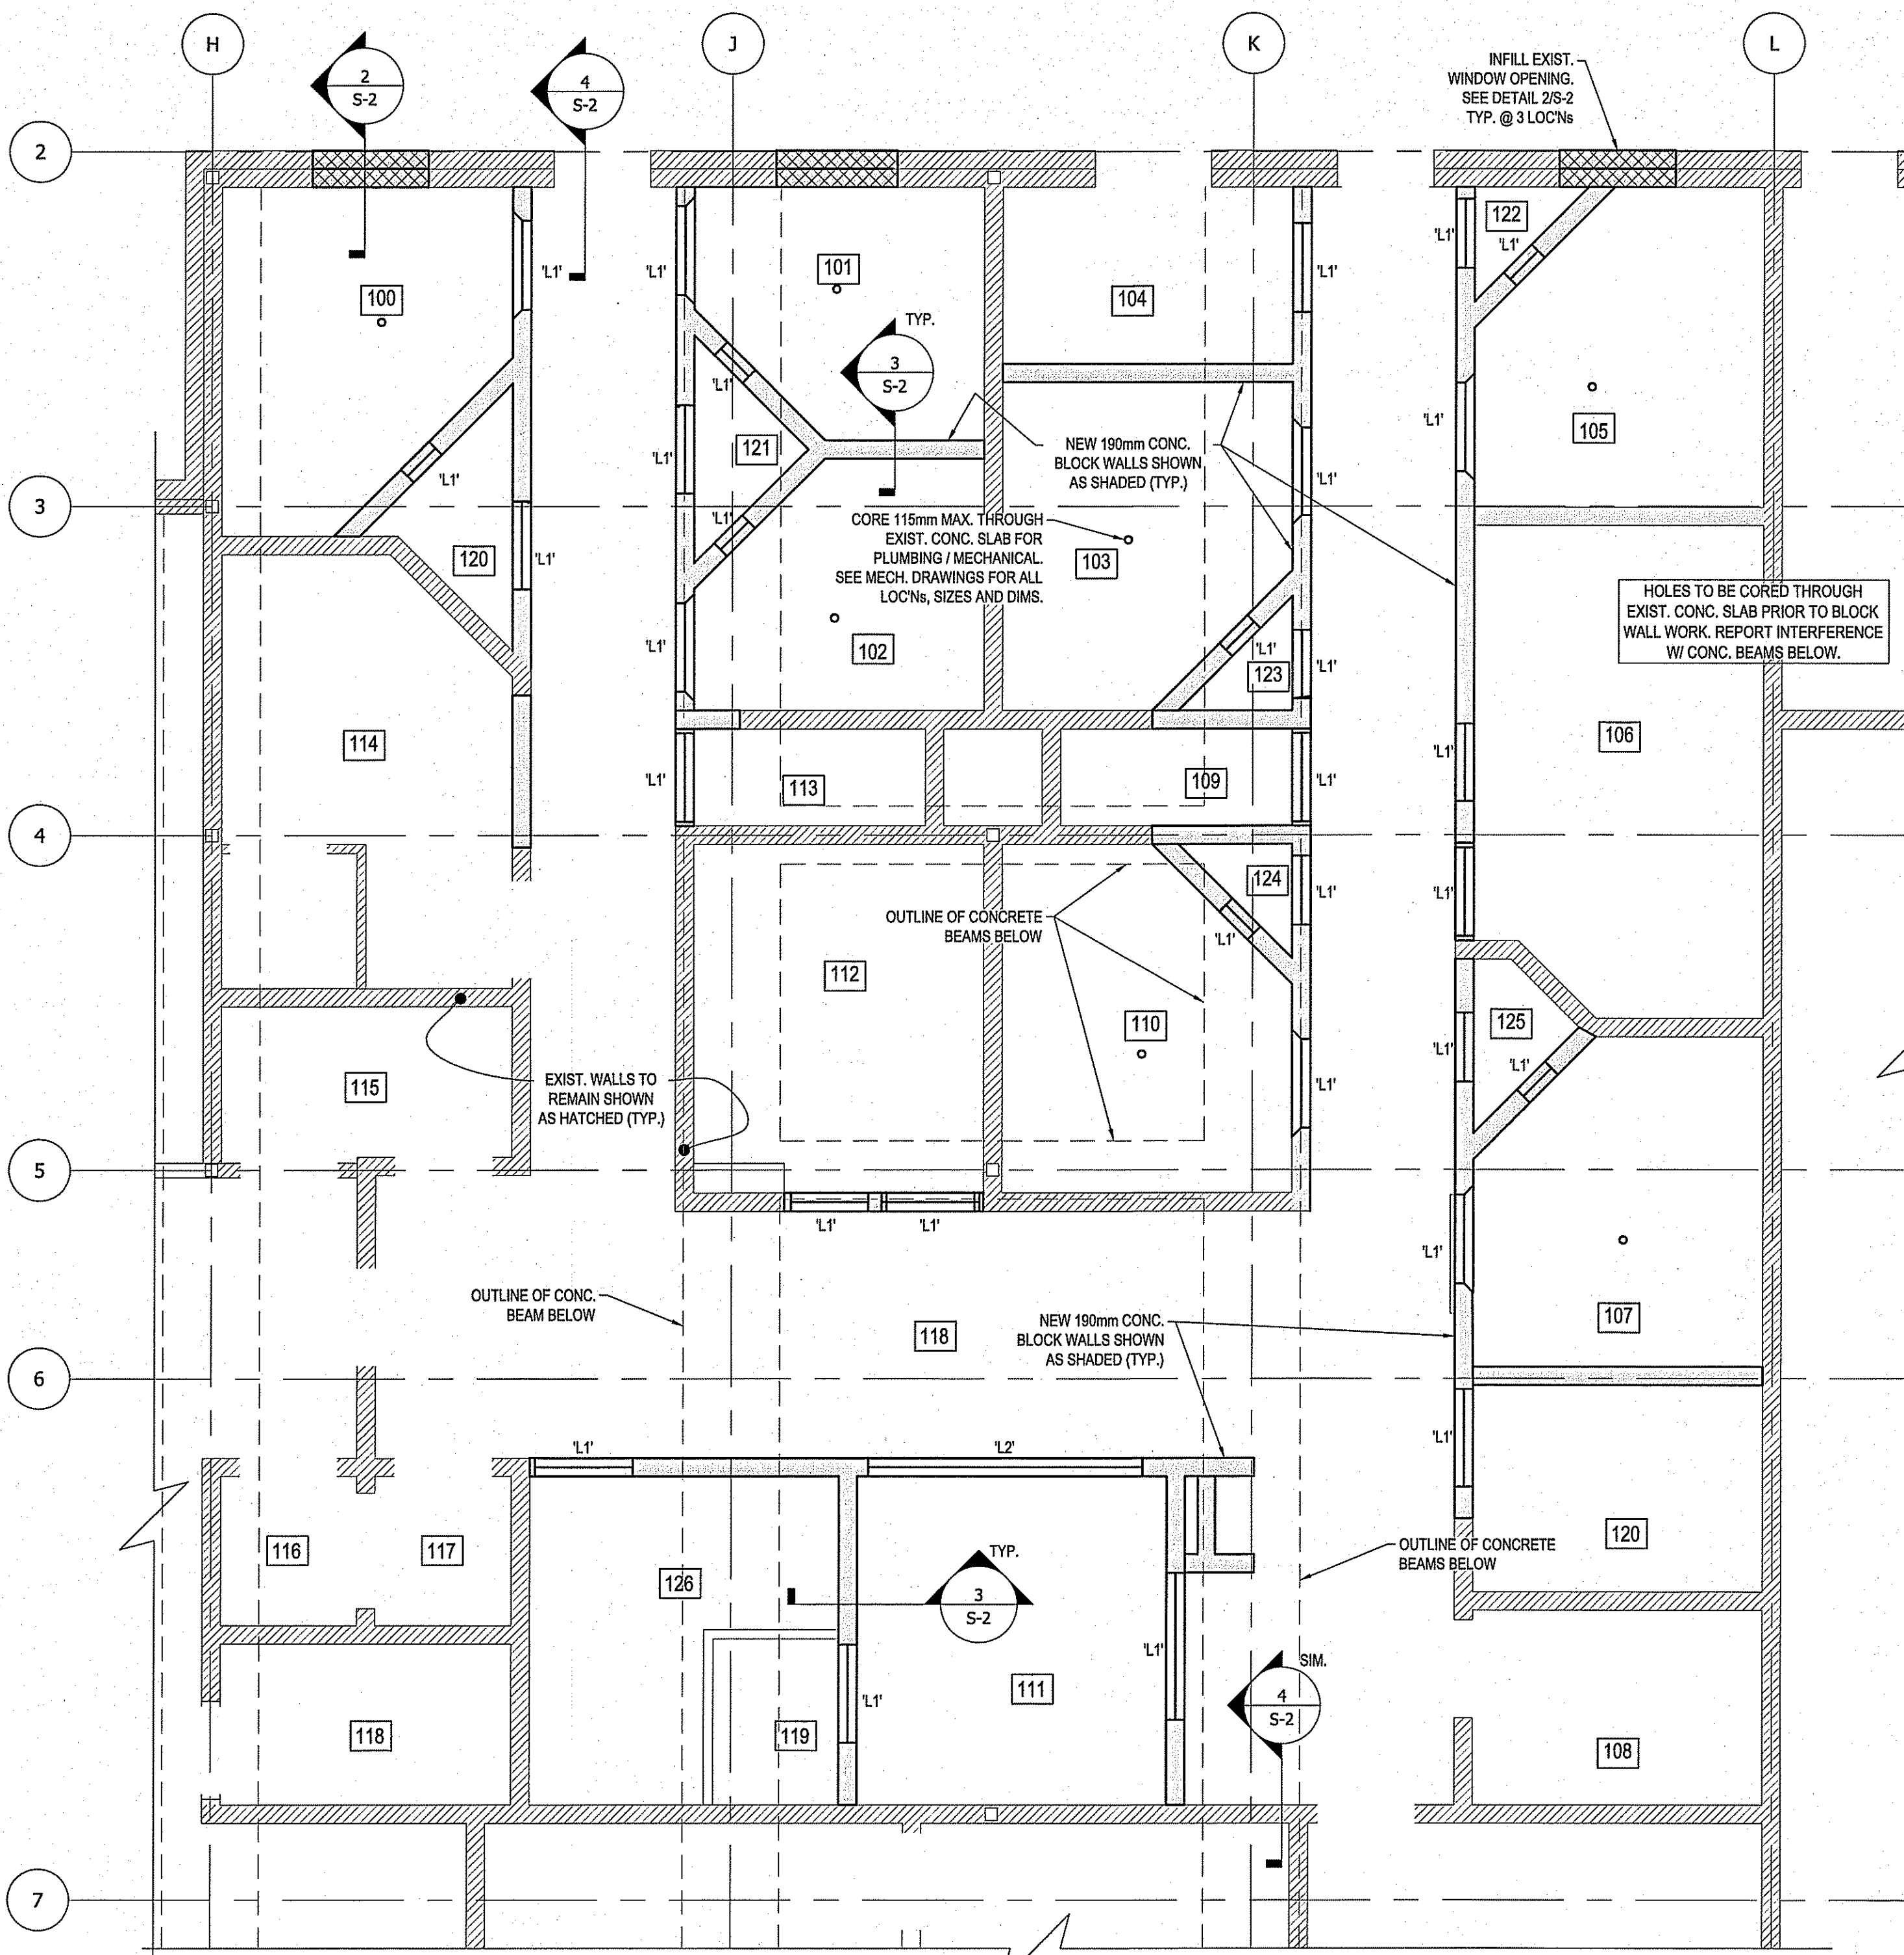 H
J
K
L
2
S-2
4
S-2
INFILL EXIST.
WINDOW OPENING.
SEE DETAIL 2/S-2
TYP. @ 3 LOC'Ns
2
122
'L1'
'L1'
'L1'
'L1'
'L1'
101
100
104
TYP.
3
S-2
'L1'
'L1'
105
121
'L1'
NEW 190mm CONC.
BLOCK WALLS SHOWN
AS SHADED (TYP.)
'L1'
'L1'
3
'L1'
CORE 115mm MAX. THROUGH
EXIST. CONC. SLAB FOR
PLUMBING / MECHANICAL.
SEE MECH. DRAWINGS FOR ALL
LOC'Ns, SIZES AND DIMS.
120
'L1'
103
HOLES TO BE CORED THROUGH
EXIST. CONC. SLAB PRIOR TO BLOCK
WALL WORK. REPORT INTERFERENCE
W/ CONC. BEAMS BELOW.
'L1'
102
'L1'
'L1'
123
114
106
'L1'
'L1'
113
109
'L1'
4
124
'L1'
'L1'
OUTLINE OF CONCRETE
BEAMS BELOW
'L1'
112
110
125
'L1'
'L1'
115
EXIST. WALLS TO
REMAIN SHOWN
AS HATCHED (TYP.)
'L1'
5
'L1'
'L1'
'L1'
OUTLINE OF CONC.
BEAM BELOW
118
NEW 190mm CONC.
BLOCK WALLS SHOWN
AS SHADED (TYP.)
107
6
'L1'
'L2'
'L1'
116
117
120
OUTLINE OF CONCRETE
BEAMS BELOW
126
TYP.
3
S-2
'L1'
SIM.
4
S-2
111
'L1'
118
119
108
7